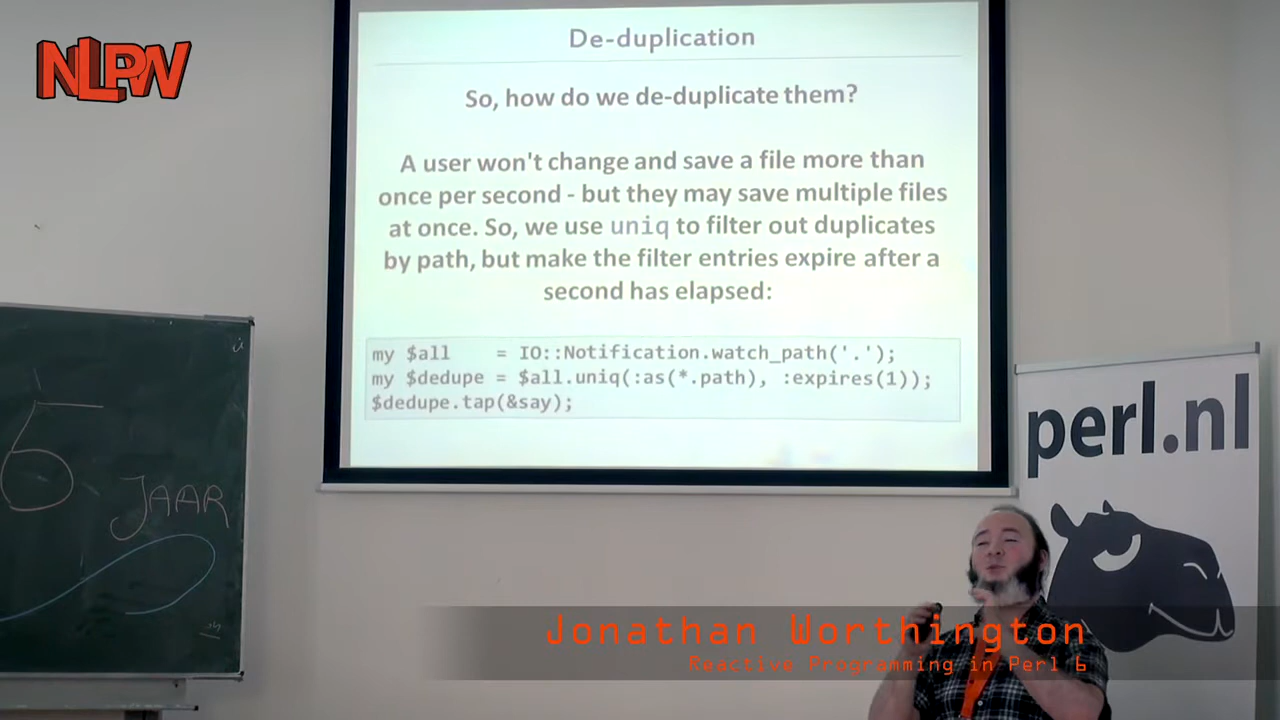 NLPW
De-duplication
So, how do we de-duplicate them?
A user won't change and save a file more than
once per second - but they may save multiple files
at once. So, we use uniq to filter out duplicates
by path, but make the filter entries expire after a
second has elapsed:
my $all    = IO::Notification.watch_path('.');
my $dedupe = $all.uniq(:as(*.path), :expires(1));
$dedupe.tap(&say);
5
JAAR
perl.nl
Jonathan Worthington
Reactive Programming in Perl 6